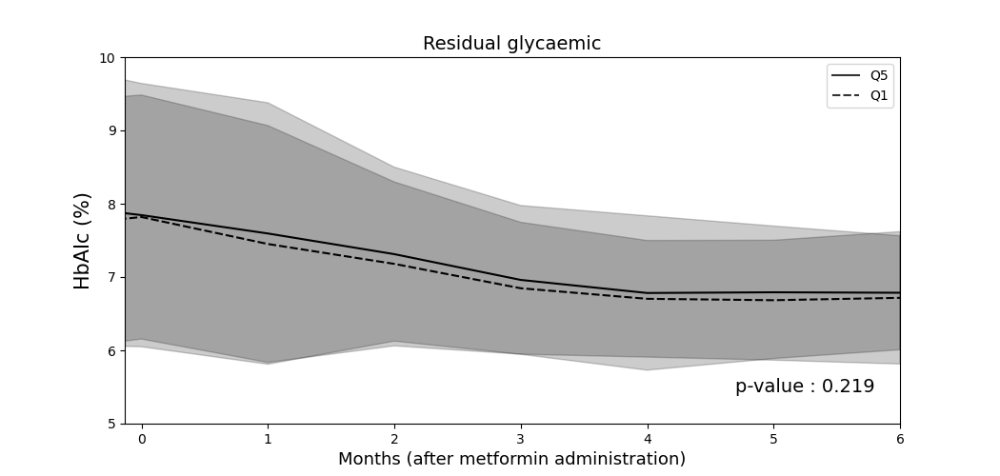 Residual glycaemic
Q5
Q1
10
9
8
7
6
5
HbAlc (%)
p-value : 0.219
0 1 2 3 4 5 6
Months (after metformin administration)